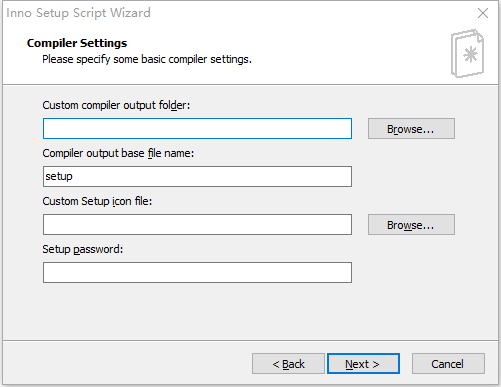 Inno Setup Script Wizard
Compiler Settings
Please specify some basic compiler settings.
Custom compiler output folder:
Browse...
Compiler output base file name:
setup
Custom Setup icon file:
Browse...
Setup password:
< Back
Next >
Cancel